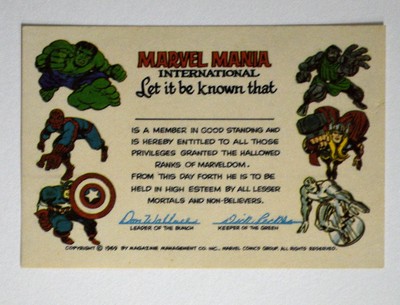 MARVEL MANIA
INTERNATIONAL
Let it be known that
IS A MEMBER IN GOOD STANDING AND
IS HEREBY ENTITLED TO ALL THOSE
PRIVILEGES GRANTED THE HALLOWED
RANKS OF MARVELDOM.
FROM THIS DAY FORTH HE IS TO BE
HELD IN HIGH ESTEEM BY ALL LESSER
MORTALS AND NON-BELIEVERS.
Don Wallace
LEADER OF THE BUNCH KEEPER OF THE GREEN
COPYRIGHT © 1969 BY MAGAZINE MANAGEMENT CO. INC., MARVEL COMICS GROUP. ALL RIGHTS RESERVED.